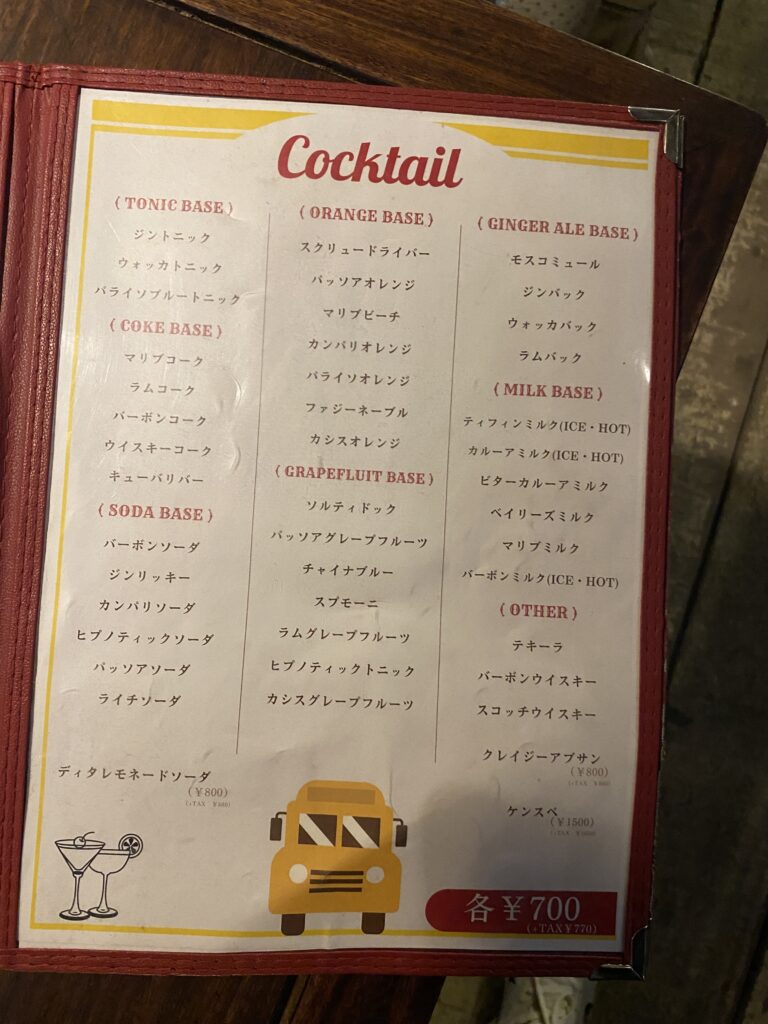 Cocktail
( TONIC BASE )
ジントニック
ウォッカトニック
パライソブルートニック
( COKE BASE )
マリブコーク
ラムコーク
バーボンコーク
ウイスキーコーク
キューバリバー
( SODA BASE )
バーボンソーダ
ジンリッキー
カンパリソーダ
ヒプノティックソーダ
パッソアソーダ
ライチソーダ
ディタレモネードソーダ
(￥800)
( ORANGE BASE )
スクリュードライバー
パッソアオレンジ
マリブピーチ
カンパリオレンジ
パライソオレンジ
ファジーネーブル
カシスオレンジ
( GRAPEFLUIT BASE )
ソルティドック
パッソアグレープフルーツ
チャイナブルー
スプモーニ
ラムグレープフルーツ
ヒプノティックトニック
カシスグレープフルーツ
( GINGER ALE BASE )
モスコミュール
ジンバック
ウォッカバック
ラムバック
( MILK BASE )
ティフィンミルク(ICE・HOT)
カルーアミルク(ICE・HOT)
ビターカルーアミルク
ベイリーズミルク
マリブミルク
バーボンミルク(ICE・HOT)
( OTHER )
テキーラ
バーボンウイスキー
スコッチウイスキー
クレイジーアブサン
(￥800)
ケンスペ
(￥1500)
各￥700
(+TAX￥770)